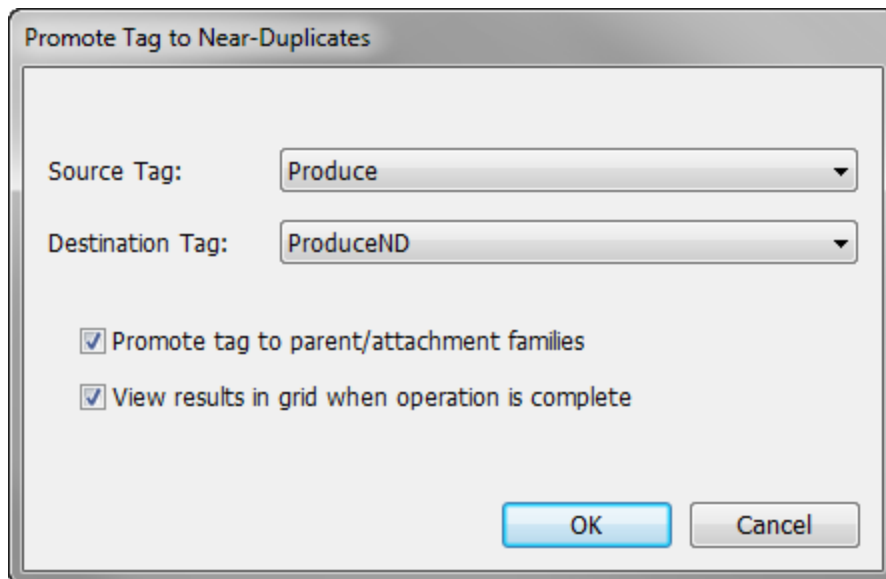 Promote Tag to Near-Duplicates
Source Tag: Produce
Destination Tag: ProduceND
Promote tag to parent/attachment families
View results in grid when operation is complete
OK Cancel